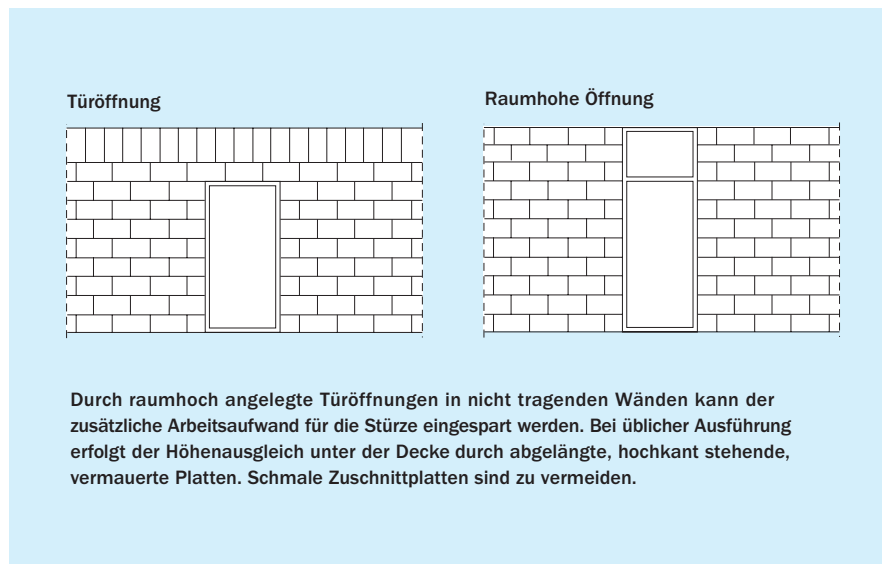 Türöffnung
Raumhohe Öffnung
Durch raumhoch angelegte Türöffnungen in nicht tragenden Wänden kann der
zusätzliche Arbeitsaufwand für die Stürze eingespart werden. Bei üblicher Ausführung
erfolgt der Höhenausgleich unter der Decke durch abgelängte, hochkant stehende,
vermauerte Platten. Schmale Zuschnittplatten sind zu vermeiden.